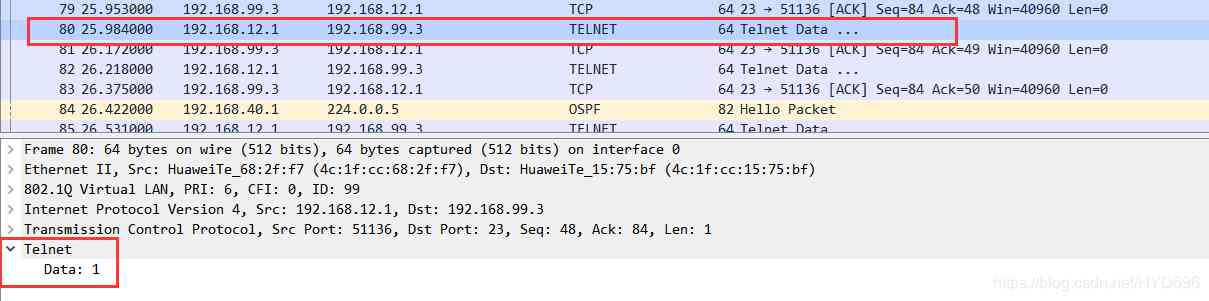 79 25.953000 192.168.99.3 192.168.12.1 TCP 64 23 → 51136 [ACK] Seq=84 Ack=48 Win=40960 Len=0
80 25.984000 192.168.12.1 192.168.99.3 TELNET 64 Telnet Data ...
81 26.172000 192.168.99.3 192.168.12.1 TCP 64 23 → 51136 [ACK] Seq=84 Ack=49 Win=40960 Len=0
82 26.218000 192.168.12.1 192.168.99.3 TELNET 64 Telnet Data ...
83 26.375000 192.168.99.3 192.168.12.1 TCP 64 23 → 51136 [ACK] Seq=84 Ack=50 Win=40960 Len=0
84 26.422000 192.168.40.1 224.0.0.5 OSPF 82 Hello Packet
85 26.531000 192.168.12.1 192.168.99.3 TELNET 64 Telnet Data
Frame 80: 64 bytes on wire (512 bits), 64 bytes captured (512 bits) on interface 0
Ethernet II, Src: HuaweiTe_68:2f:f7 (4c:1f:cc:68:2f:f7), Dst: HuaweiTe_15:75:bf (4c:1f:cc:15:75:bf)
802.1Q Virtual LAN, PRI: 6, CFI: 0, ID: 99
Internet Protocol Version 4, Src: 192.168.12.1, Dst: 192.168.99.3
Transmission Control Protocol, Src Port: 51136, Dst Port: 23, Seq: 48, Ack: 84, Len: 1
Telnet
Data: 1
https://blog.csdn.net/HYD696